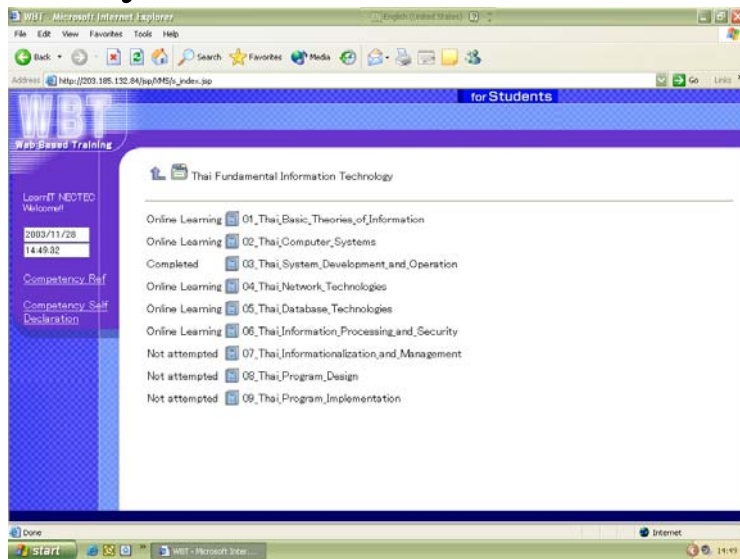 WBT - Microsoft Internet Explorer
English (United States)
File Edit View Favorites Tools Help
Back Search Favorites Media
Address http://203.185.132.84/jsp/XMS/s_index.jsp Go Links
for Students
WBT
Web Based Training
Thai Fundamental Information Technology
LearnIT NECTEC
Welcome!!
2003/11/28
14:49:32
Competency Ref
Competency Self
Declaration
Online Learning 01_Thai_Basic_Theories_of_Information
Online Learning 02_Thai_Computer_Systems
Completed 03_Thai_System_Development_and_Operation
Online Learning 04_Thai_Network_Technologies
Online Learning 05_Thai_Database_Technologies
Online Learning 06_Thai_Information_Processing_and_Security
Not attempted 07_Thai_Informationalization_and_Management
Not attempted 08_Thai_Program_Design
Not attempted 09_Thai_Program_Implementation
Done Internet
start WBT - Microsoft Inter... 14:49